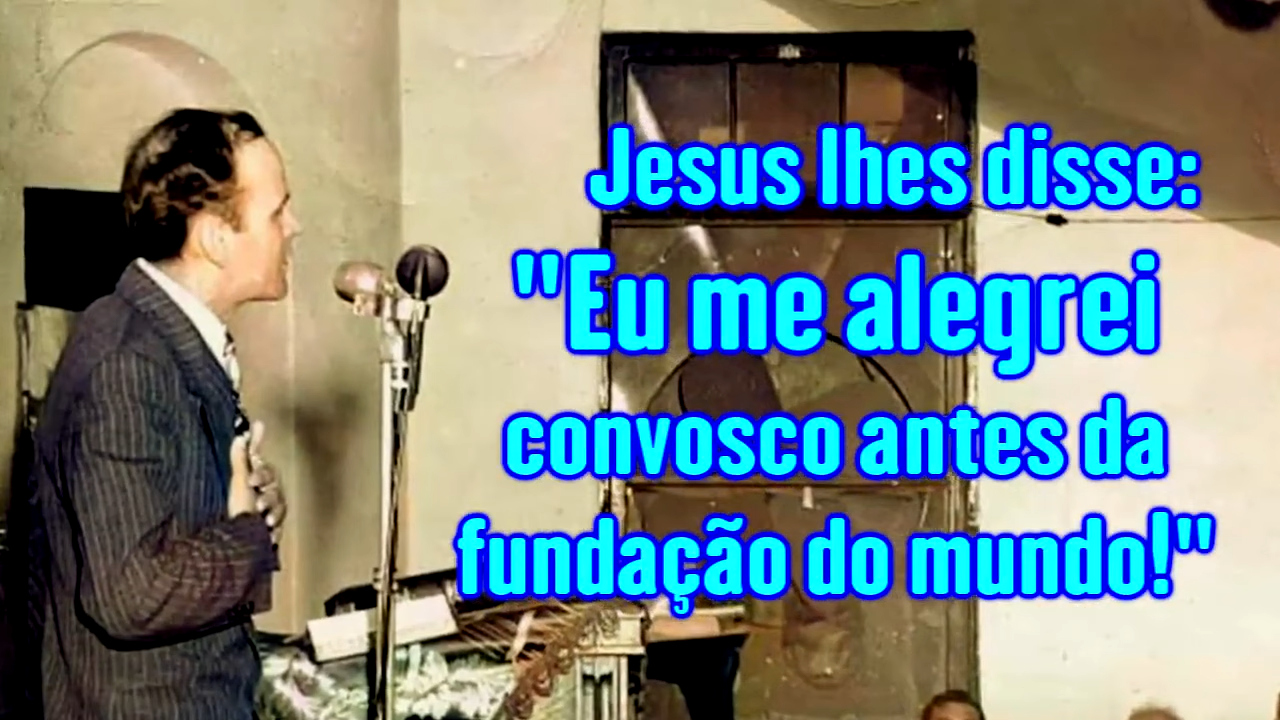 Jesus lhes disse:
"Eu me alegrei
convosco antes da
fundação do mundo!"